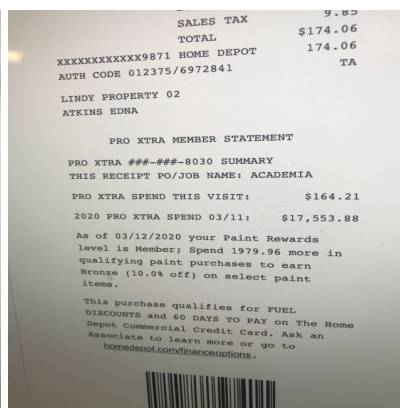 SALES TAX 9.85
TOTAL $174.06
XXXXXXXXXXXX9871 HOME DEPOT 174.06
AUTH CODE 012375/6972841 TA
LINDY PROPERTY 02
ATKINS EDNA
PRO XTRA MEMBER STATEMENT
PRO XTRA ###-###-8030 SUMMARY
THIS RECEIPT PO/JOB NAME: ACADEMIA
PRO XTRA SPEND THIS VISIT: $164.21
2020 PRO XTRA SPEND 03/11: $17,553.88
As of 03/12/2020 your Paint Rewards
level is Member; Spend 1979.96 more in
qualifying paint purchases to earn
Bronze (10.0% off) on select paint
items.
This purchase qualifies for FUEL
DISCOUNTS and 60 DAYS TO PAY on The Home
Depot Commercial Credit Card. Ask an
Associate to learn more or go to
homedepot.com/financeoptions.